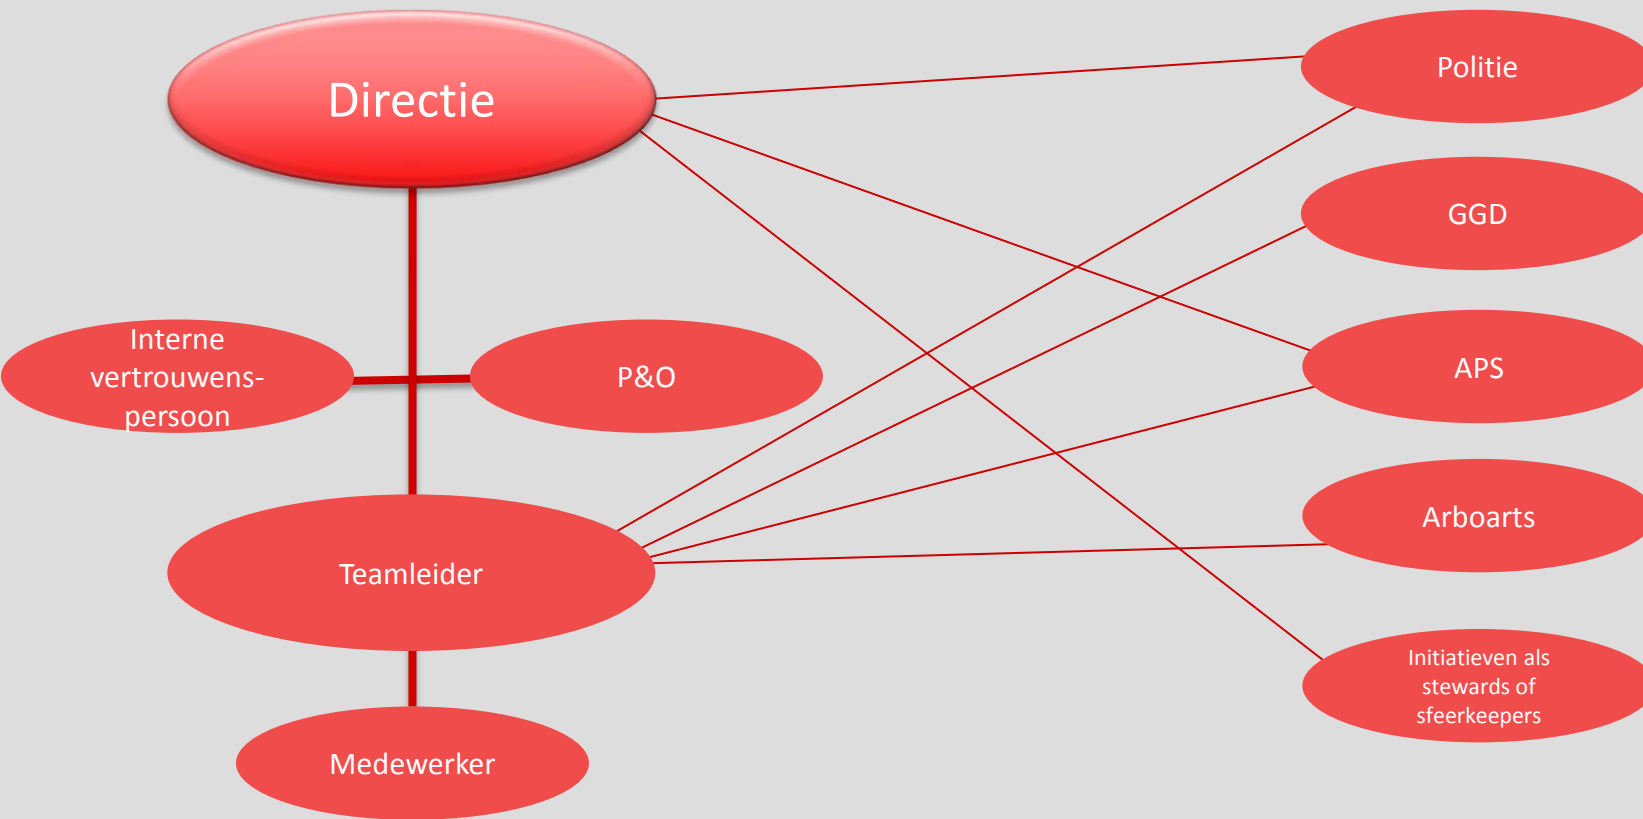 Directie
Politie
GGD
Interne
vertrouwens-
persoon
P&O
APS
Arboarts
Teamleider
Initiatieven als
stewards of
sfeerkeepers
Medewerker